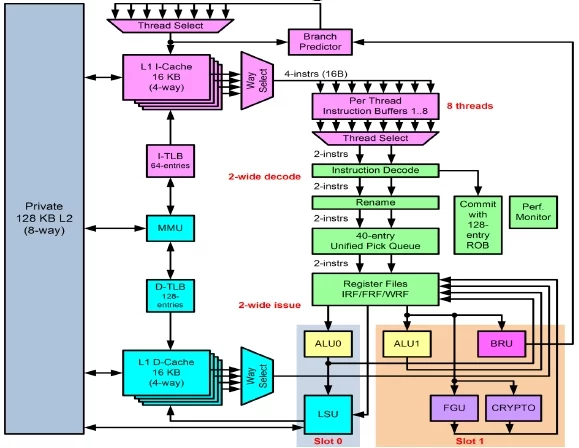 Thread Select
Branch
Predictor
L1 I-Cache
16 KB
(4-way)
Way
Select
4-instrs (16B)
Per Thread
Instruction Buffers 1..8
8 threads
Thread Select
I-TLB
64-entries
2-instrs
2-wide decode
Instruction Decode
2-instrs
Rename
2-instrs
Private
128 KB L2
(8-way)
MMU
40-entry
Unified Pick Queue
Commit
with
128-
entry
ROB
Perf.
Monitor
2-instrs
D-TLB
128-
entries
Register Files
IRF/FRF/WRF
2-wide issue
ALU0
ALU1
BRU
L1 D-Cache
16 KB
(4-way)
Way
Select
LSU
FGU
CRYPTO
Slot 0
Slot 1